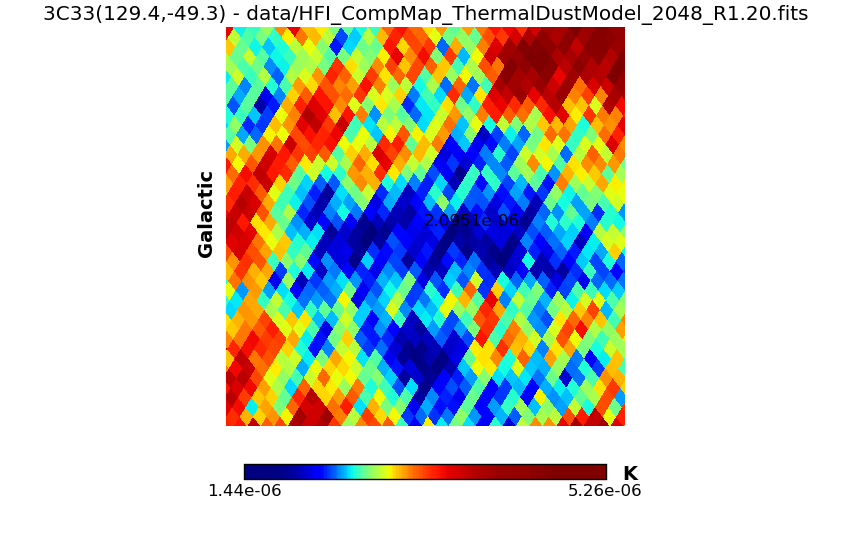 3C33(129.4,-49.3) - data/HFI_CompMap_ThermalDustModel_2048_R1.20.fits
Galactic
2.0951e-06
K
1.44e-06
5.26e-06